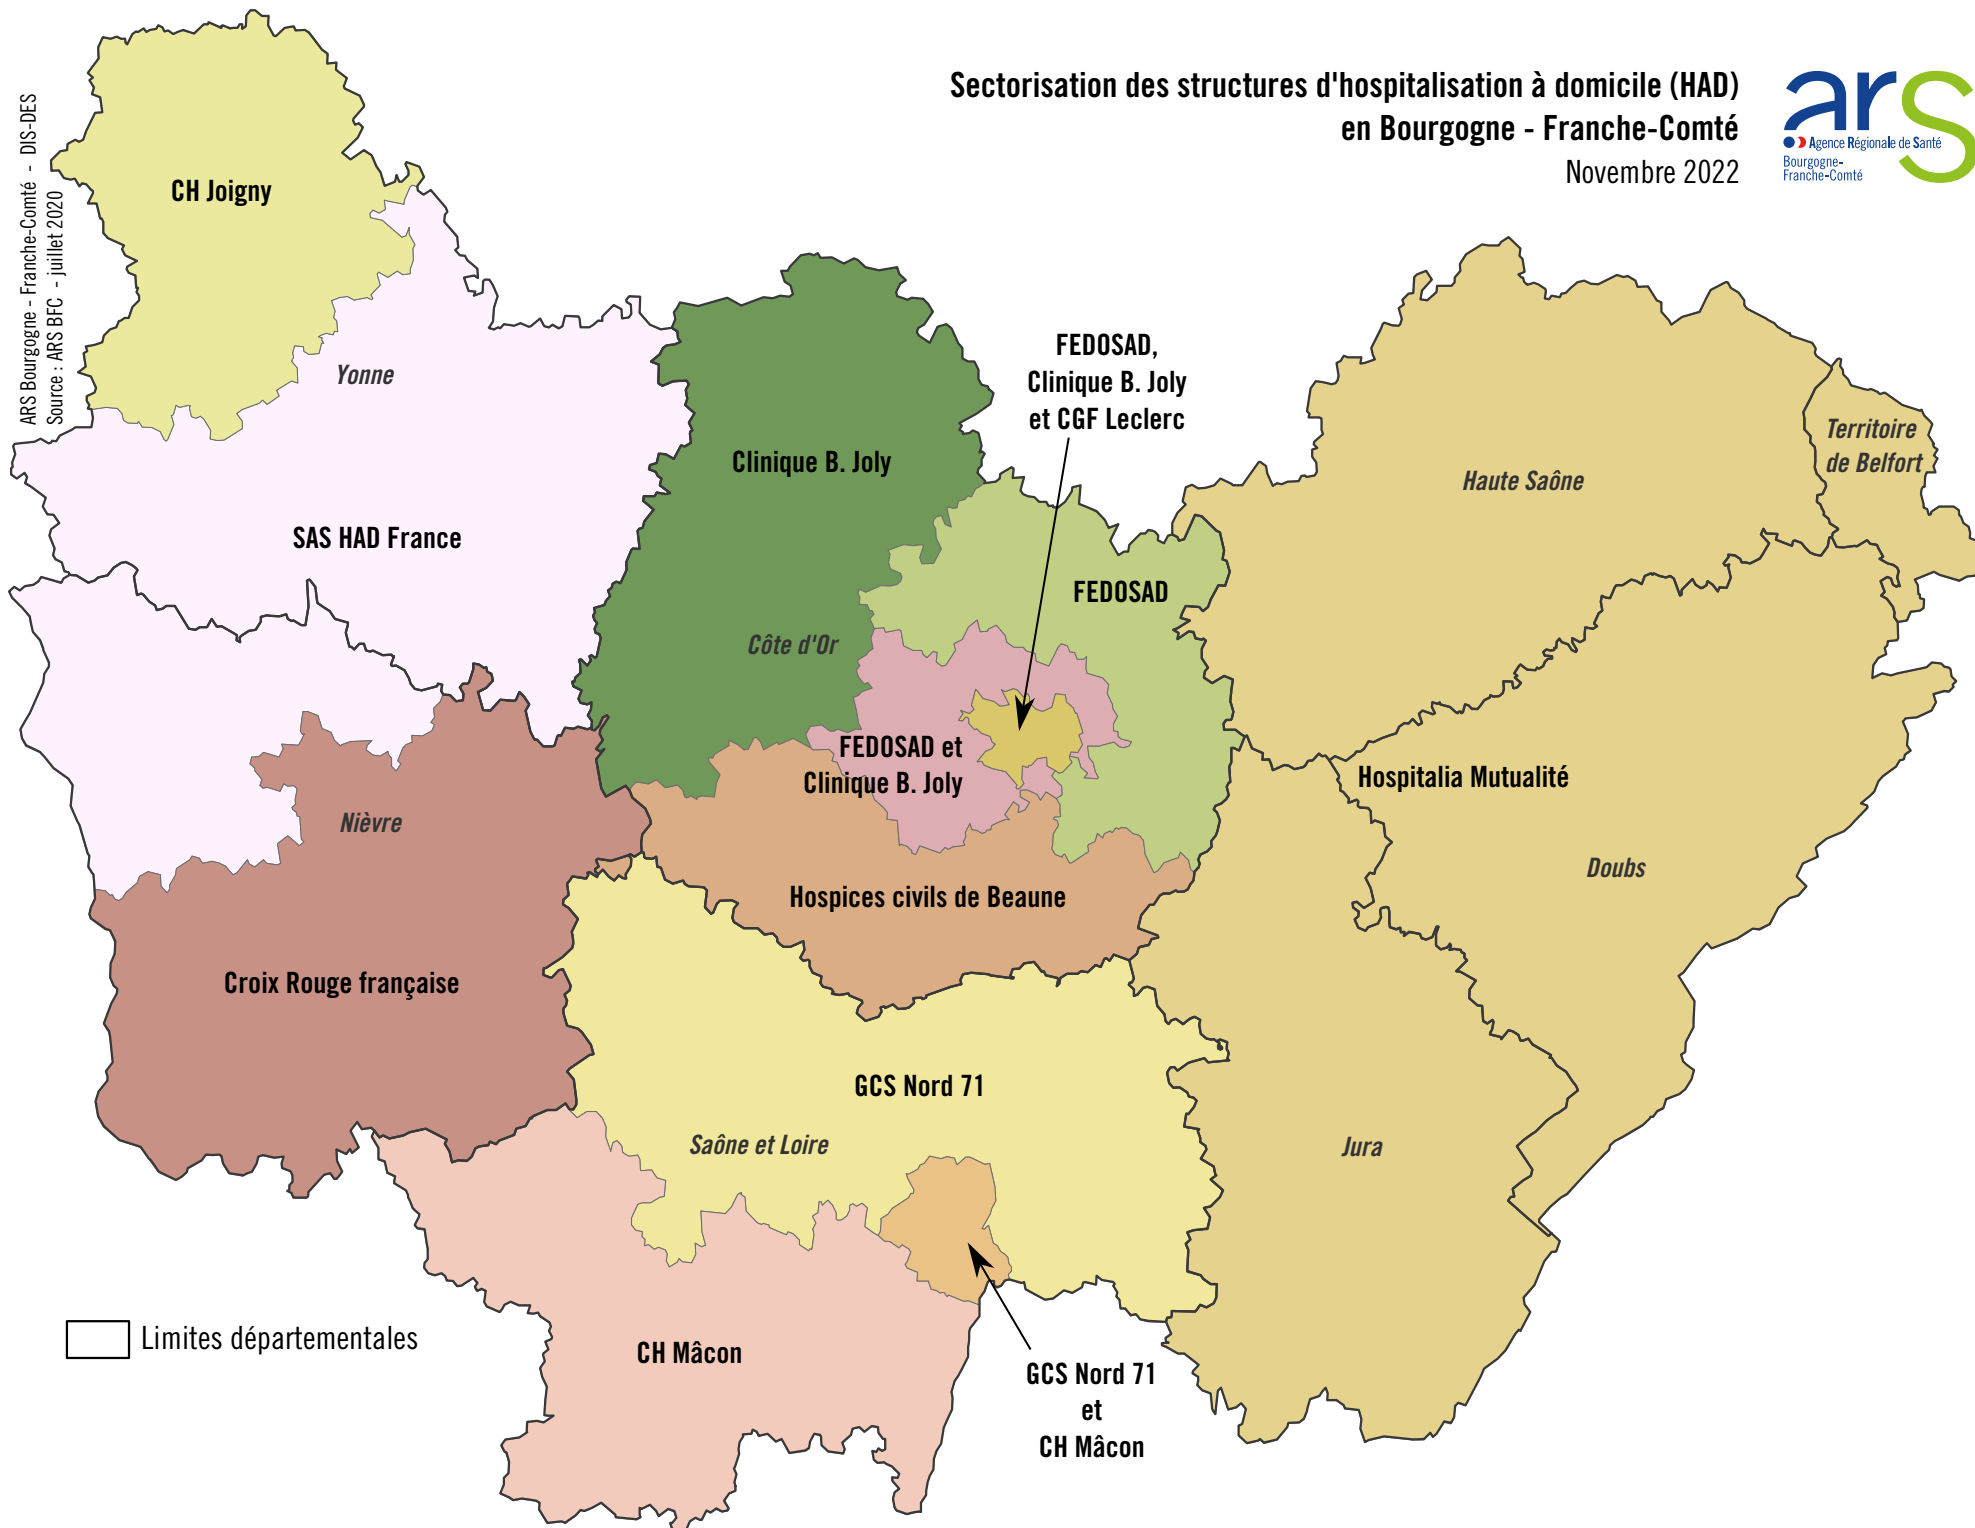 Sectorisation des structures d'hospitalisation à domicile (HAD)
en Bourgogne - Franche-Comté
Novembre 2022
ars
Agence Régionale de Santé
Bourgogne-
Franche-Comté
ARS Bourgogne - Franche-Comté - DIS-DES
Source : ARS BFC - juillet 2020
CH Joigny
Yonne
SAS HAD France
Clinique B. Joly
FEDOSAD,
Clinique B. Joly
et CGF Leclerc
Territoire
de Belfort
Haute Saône
FEDOSAD
Côte d'Or
FEDOSAD et
Clinique B. Joly
Hospitalia Mutualité
Nièvre
Doubs
Hospices civils de Beaune
Croix Rouge française
GCS Nord 71
Saône et Loire
Jura
Limites départementales
CH Mâcon
GCS Nord 71
et
CH Mâcon